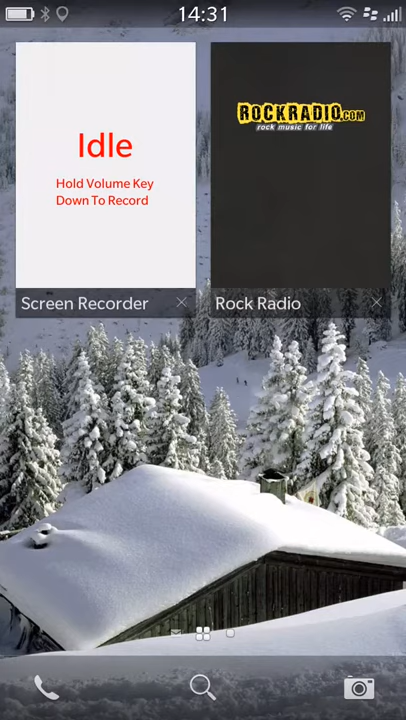 14:31
Idle
Hold Volume Key
Down To Record
ROCKRADIO.COM
rock music for life
Screen Recorder
Rock Radio